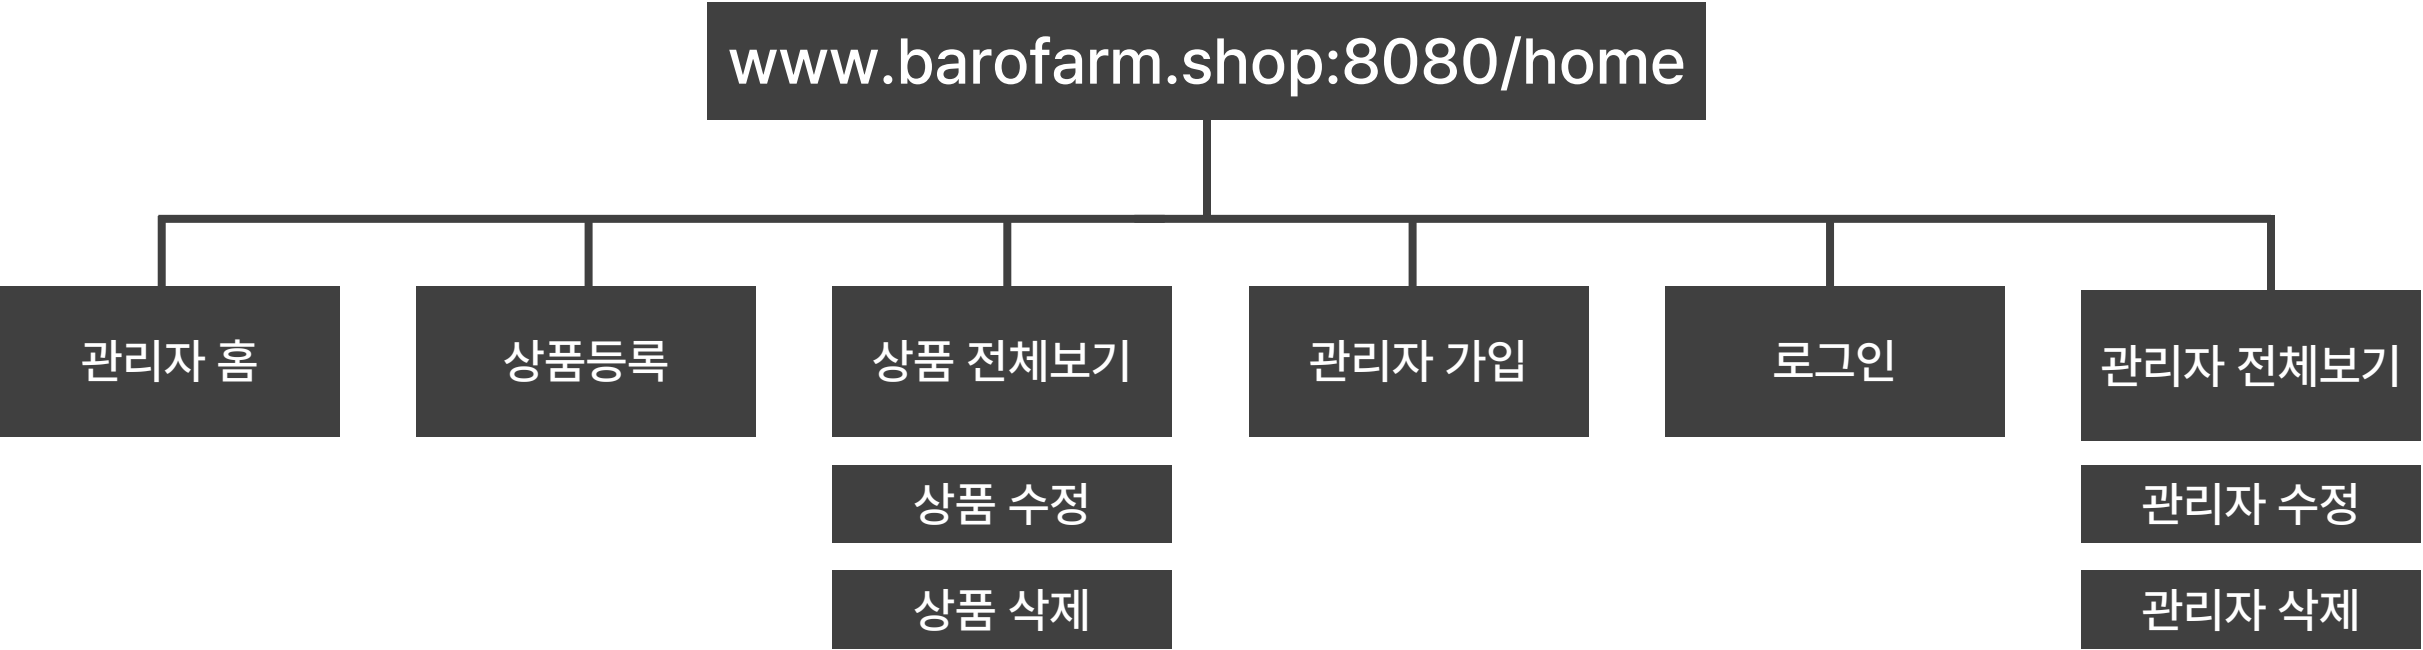 www.barofarm.shop:8080/home
관리자 홈
상품등록
상품 전체보기
관리자 가입
로그인
관리자 전체보기
상품 수정
관리자 수정
상품 삭제
관리자 삭제